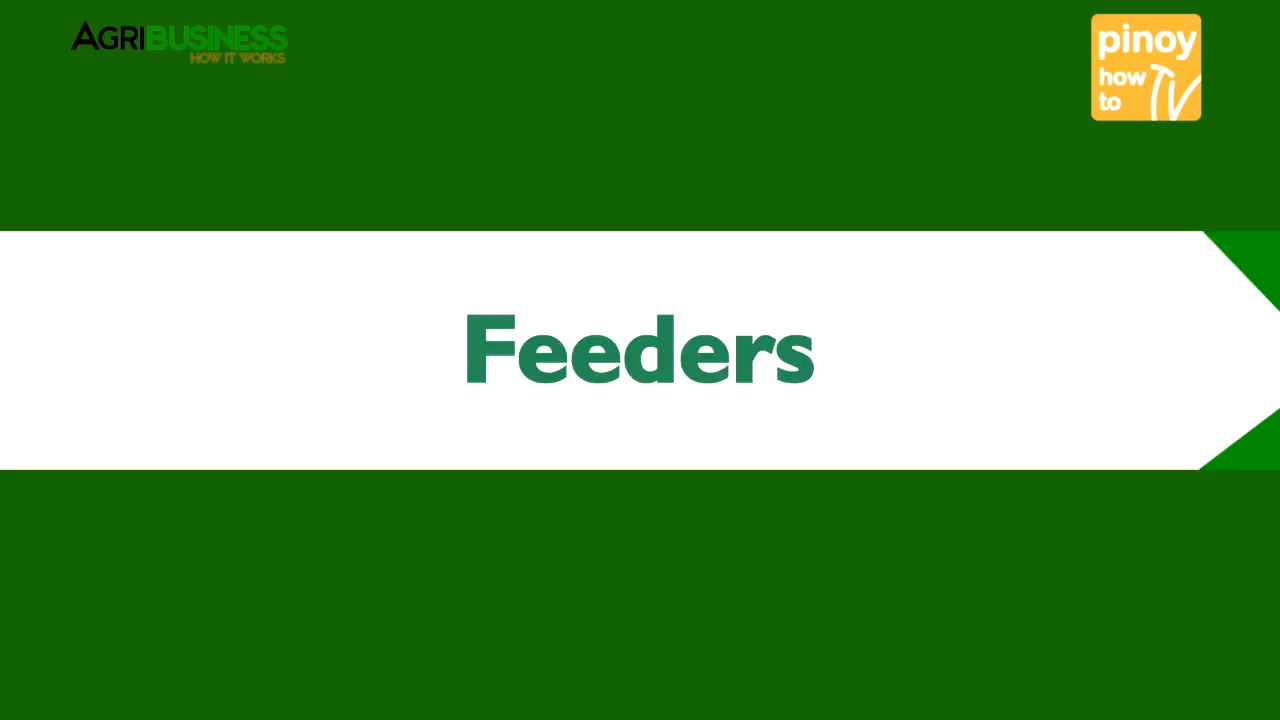 AGRIBUSINESS
HOW IT WORKS
pinoy
how
to
TV
Feeders